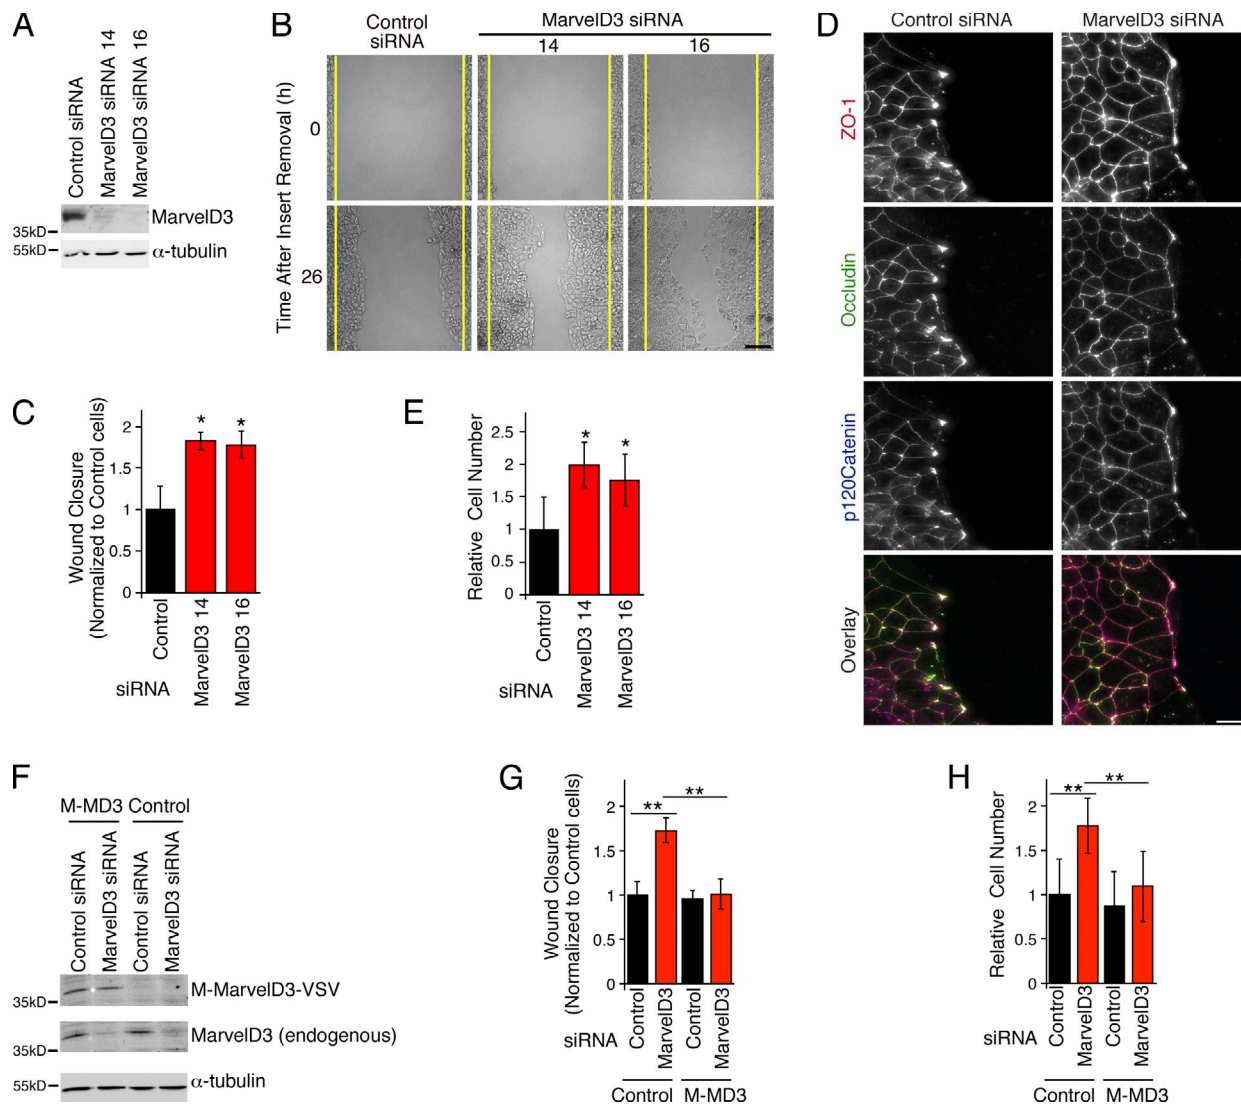 A
Control siRNA
MarvelD3 siRNA 14
MarvelD3 siRNA 16
35kD
MarvelD3
55kD
α-tubulin
B
Control
siRNA
MarvelD3 siRNA
14
16
Time After Insert Removal (h)
0
26
C
Wound Closure
(Normalized to Control cells)
2
1.5
1
0.5
0
*
*
Control
MarvelD3 14
MarvelD3 16
siRNA
D
Control siRNA
MarvelD3 siRNA
ZO-1
Occludin
p120Catenin
Overlay
E
Relative Cell Number
2.5
2
1.5
1
0.5
0
*
*
Control
MarvelD3 14
MarvelD3 16
siRNA
F
M-MD3
Control
Control siRNA
MarvelD3 siRNA
Control siRNA
MarvelD3 siRNA
35kD
M-MarvelD3-VSV
35kD
MarvelD3 (endogenous)
55kD
α-tubulin
G
Wound Closure
(Normalized to Control cells)
2
1.5
1
0.5
0
**
**
Control
MarvelD3
Control
MarvelD3
siRNA
Control
M-MD3
H
Relative Cell Number
2
1.5
1
0.5
0
**
**
Control
MarvelD3
Control
MarvelD3
siRNA
Control
M-MD3